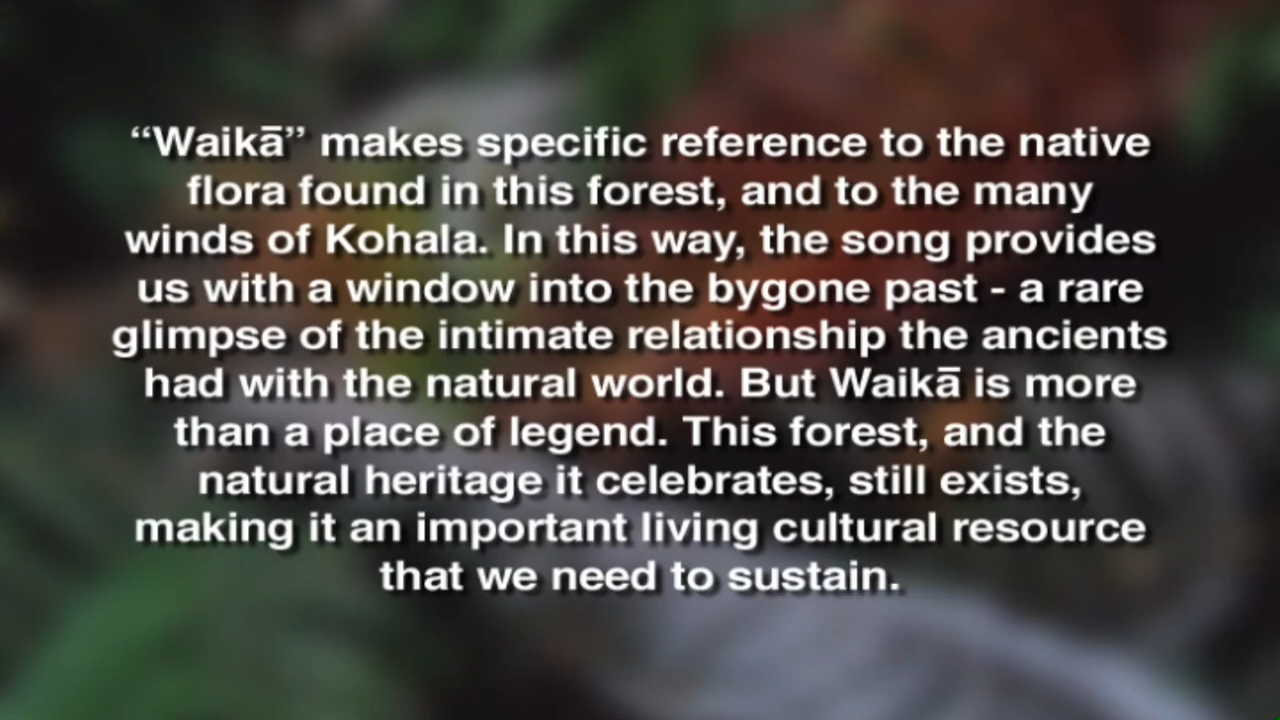 “Waikā” makes specific reference to the native
flora found in this forest, and to the many
winds of Kohala. In this way, the song provides
us with a window into the bygone past - a rare
glimpse of the intimate relationship the ancients
had with the natural world. But Waikā is more
than a place of legend. This forest, and the
natural heritage it celebrates, still exists,
making it an important living cultural resource
that we need to sustain.